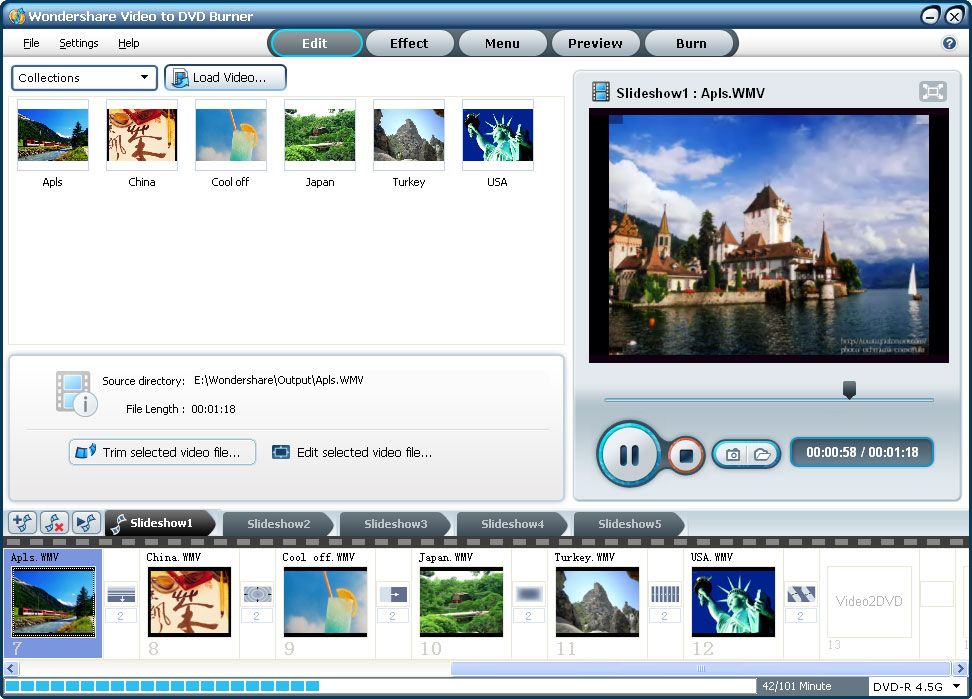 Wondershare Video to DVD Burner
File Settings Help
Edit Effect Menu Preview Burn
?
Collections
Load Video...
Slideshow1 : Apls.WMV
Apls China Cool off Japan Turkey USA
Source directory: E:\Wondershare\Output\Apls.WMV
File Length : 00:01:18
Trim selected video file...
Edit selected video file...
00:00:58 / 00:01:18
Slideshow1 Slideshow2 Slideshow3 Slideshow4 Slideshow5
Apls.WMV China.WMV Cool off.WMV Japan.WMV Turkey.WMV USA.WMV
Video2DVD
2 2 2 2 2 2
7 8 9 10 11 12 13
42/101 Minute
DVD-R 4.5G